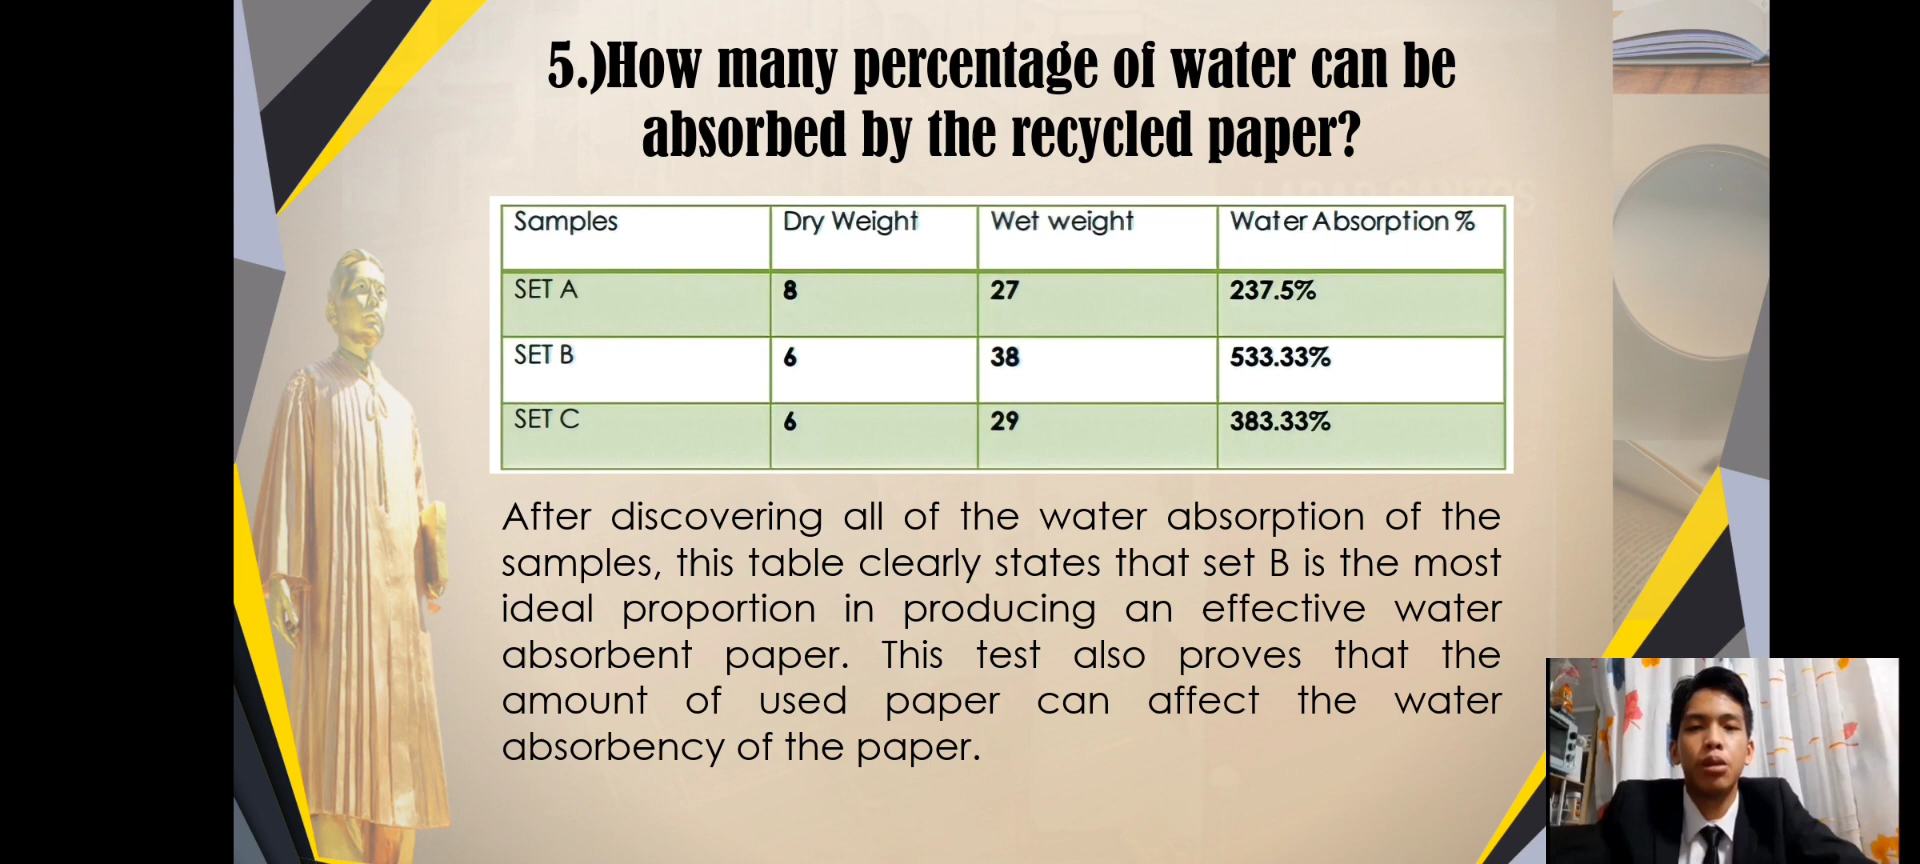 5.)How many percentage of water can be
absorbed by the recycled paper?
Samples Dry Weight Wet weight Water Absorption %
SET A 8 27 237.5%
SET B 6 38 533.33%
SET C 6 29 383.33%
After discovering all of the water absorption of the
samples, this table clearly states that set B is the most
ideal proportion in producing an effective water
absorbent paper. This test also proves that the
amount of used paper can affect the water
absorbency of the paper.